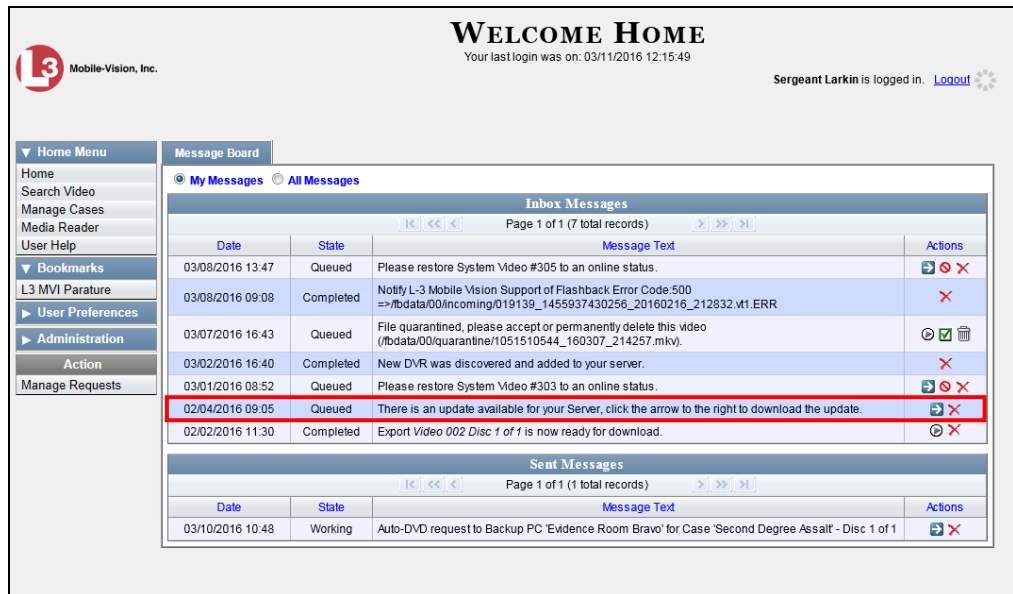 WELCOME HOME
Your last login was on: 03/11/2016 12:15:49
L3 Mobile-Vision, Inc.
Sergeant Larkin is logged in. Logout
Home Menu
Home
Search Video
Manage Cases
Media Reader
User Help
Bookmarks
L3 MVI Parature
User Preferences
Administration
Action
Manage Requests
Message Board
My Messages All Messages
Inbox Messages
|< << < Page 1 of 1 (7 total records) > >> >|
Date State Message Text Actions
03/08/2016 13:47 Queued Please restore System Video #305 to an online status.
03/08/2016 09:08 Completed Notify L-3 Mobile Vision Support of Flashback Error Code:500
=>/fbdata/00/incoming/019139_1455937430256_20160216_212832.vt1.ERR
03/07/2016 16:43 Queued File quarantined, please accept or permanently delete this video
(/fbdata/00/quarantine/1051510544_160307_214257.mkv).
03/02/2016 16:40 Completed New DVR was discovered and added to your server.
03/01/2016 08:52 Queued Please restore System Video #303 to an online status.
02/04/2016 09:05 Queued There is an update available for your Server, click the arrow to the right to download the update.
02/02/2016 11:30 Completed Export Video 002 Disc 1 of 1 is now ready for download.
Sent Messages
|< << < Page 1 of 1 (1 total records) > >> >|
Date State Message Text Actions
03/10/2016 10:48 Working Auto-DVD request to Backup PC 'Evidence Room Bravo' for Case 'Second Degree Assalt' - Disc 1 of 1